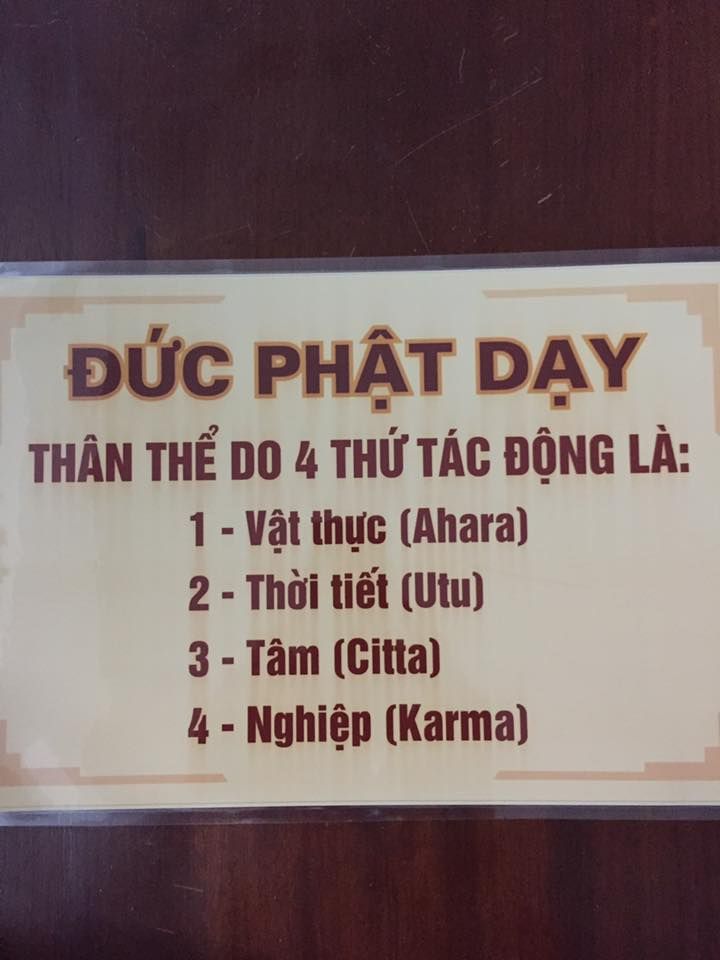 ĐỨC PHẬT DẠY
THÂN THỂ DO 4 THỨ TÁC ĐỘNG LÀ:
1 - Vật thực (Ahara)
2 - Thời tiết (Utu)
3 - Tâm (Citta)
4 - Nghiệp (Karma)